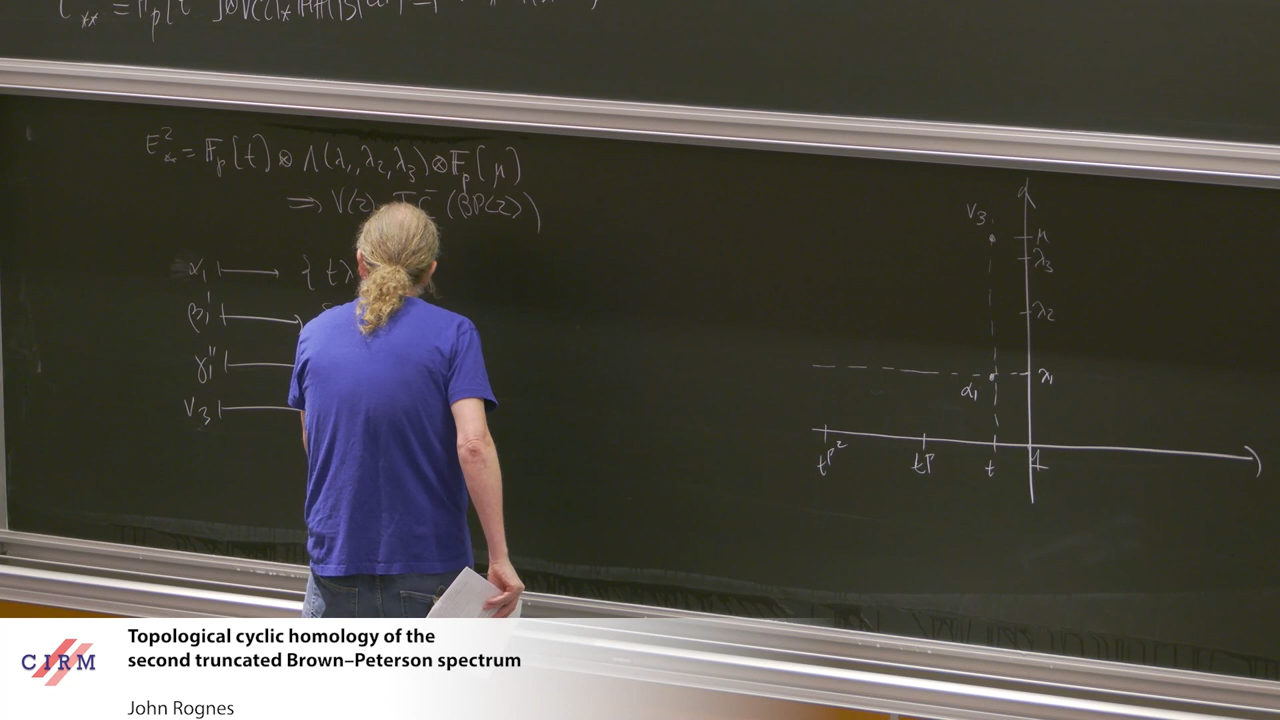 E²** = 𝔽p[t] ⊗ Λ(λ₁, λ₂, λ₃) ⊗ 𝔽p[μ]
⟹ V(2) TC⁻ (BP⟨2⟩)
α₁ ⟼ {tλ
β₁' ⟼
γ₁'' ⟼
v₃ ⟼
v₃
μ
λ₃
λ₂
α₁ λ₁
t^p² t^p t 1
CIRM
Topological cyclic homology of the
second truncated Brown–Peterson spectrum
John Rognes